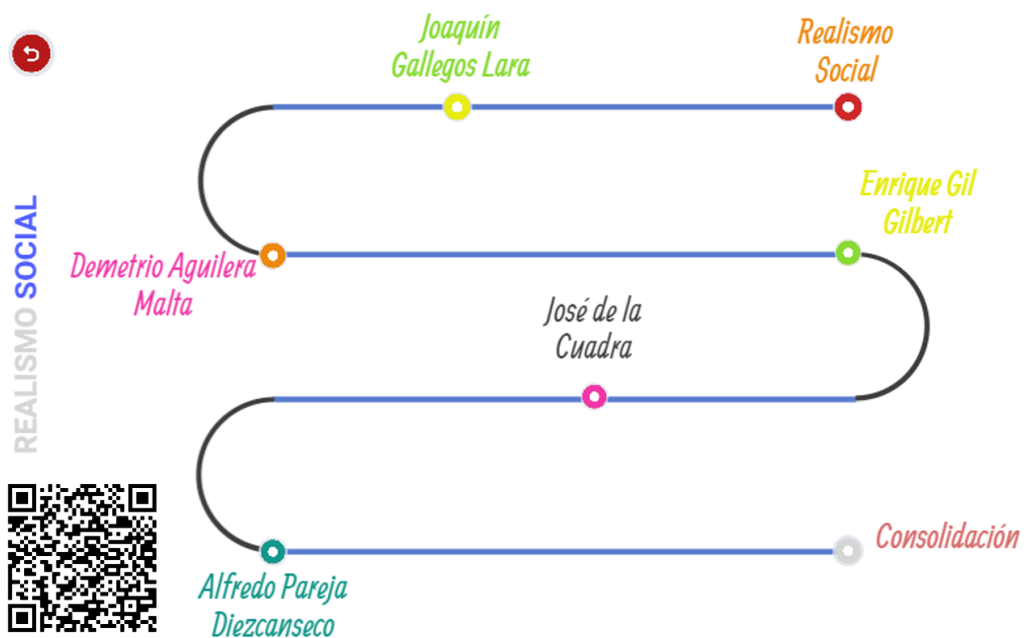 Joaquín
Gallegos Lara
Realismo
Social
Enrique Gil
Gilbert
Demetrio Aguilera
Malta
José de la
Cuadra
REALISMO SOCIAL
Consolidación
Alfredo Pareja
Diezcanseco